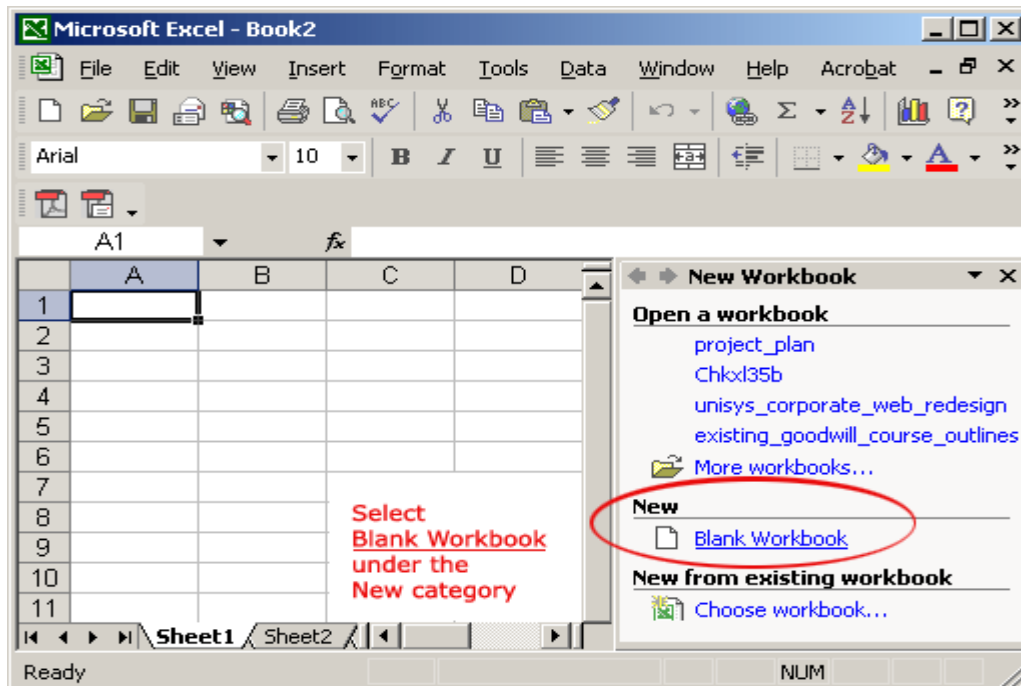 Microsoft Excel - Book2
File Edit View Insert Format Tools Data Window Help Acrobat
ABC Σ A Z ?
Arial 10 B I U a A
A1 fx
A B C D
New Workbook
1
2
3
4
5
6
7
8
9
10
11
Open a workbook
project_plan
Chkxl35b
unisys_corporate_web_redesign
existing_goodwill_course_outlines
More workbooks...
New
Blank Workbook
New from existing workbook
Choose workbook...
Select
Blank Workbook
under the
New category
Sheet1 Sheet2
Ready NUM